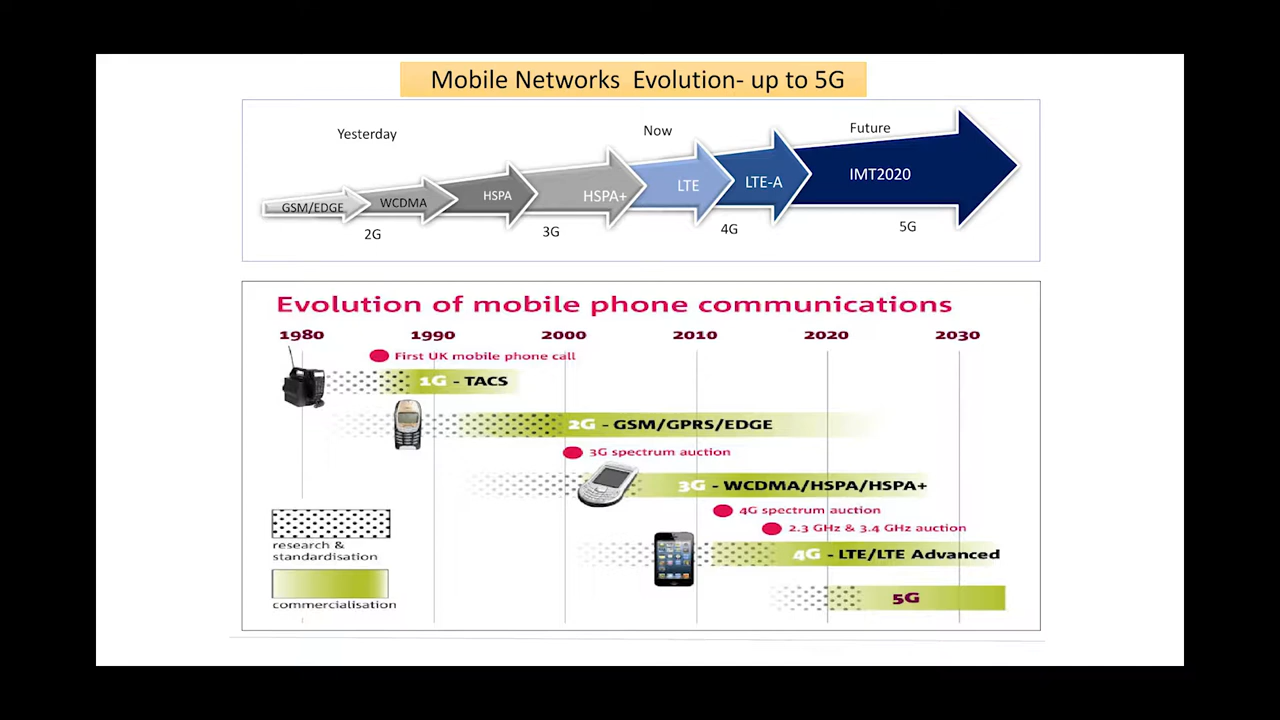 Mobile Networks Evolution- up to 5G
Yesterday
Now
Future
GSM/EDGE
WCDMA
HSPA
HSPA+
LTE
LTE-A
IMT2020
2G
3G
4G
5G
Evolution of mobile phone communications
1980 1990 2000 2010 2020 2030
First UK mobile phone call
1G - TACS
2G - GSM/GPRS/EDGE
3G spectrum auction
3G - WCDMA/HSPA/HSPA+
4G spectrum auction
2.3 GHz & 3.4 GHz auction
4G - LTE/LTE Advanced
5G
research &
standardisation
commercialisation